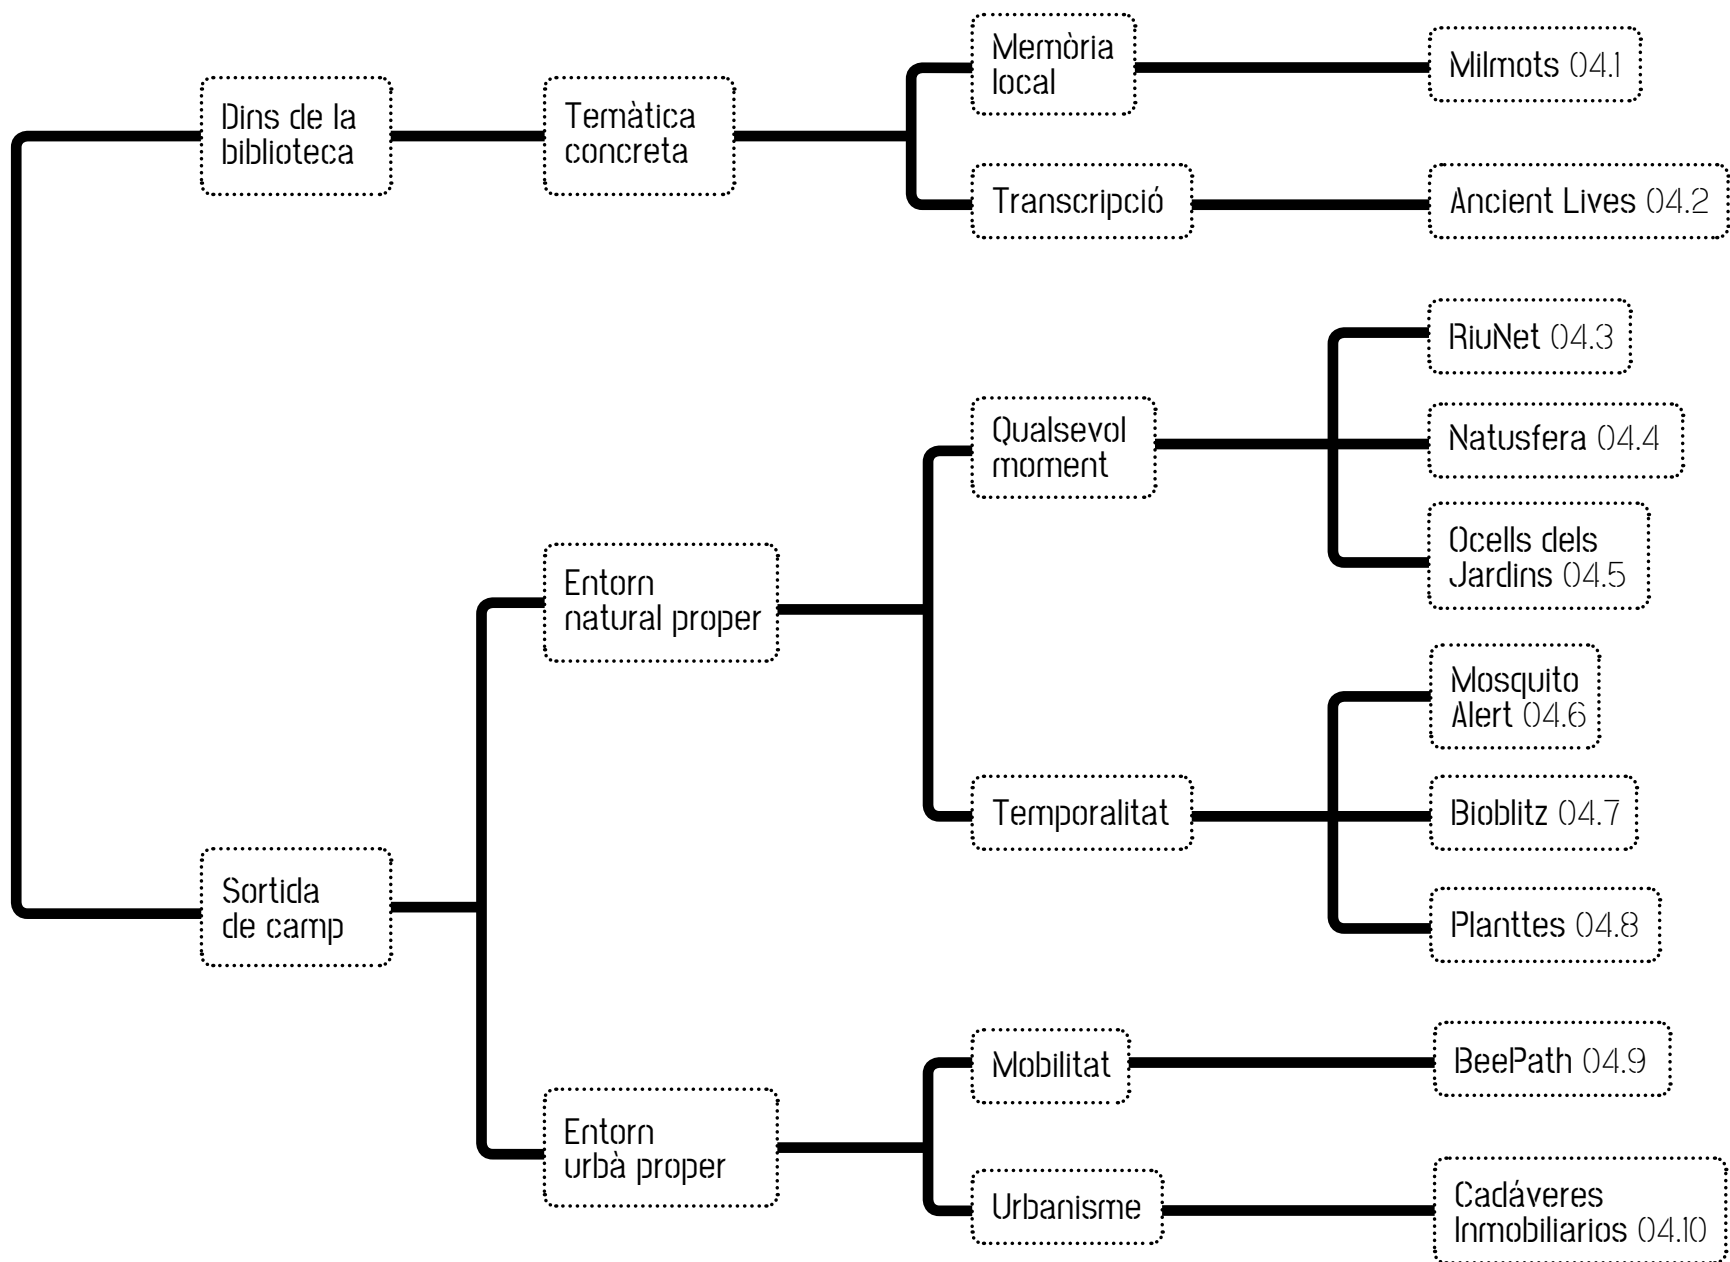 Dins de la
biblioteca
Temàtica
concreta
Memòria
local
Milmots 04.1
Transcripció
Ancient Lives 04.2
Sortida
de camp
Entorn
natural proper
Qualsevol
moment
RiuNet 04.3
Natusfera 04.4
Ocells dels
Jardins 04.5
Temporalitat
Mosquito
Alert 04.6
Bioblitz 04.7
Planttes 04.8
Entorn
urbà proper
Mobilitat
BeePath 04.9
Urbanisme
Cadáveres
Inmobiliarios 04.10